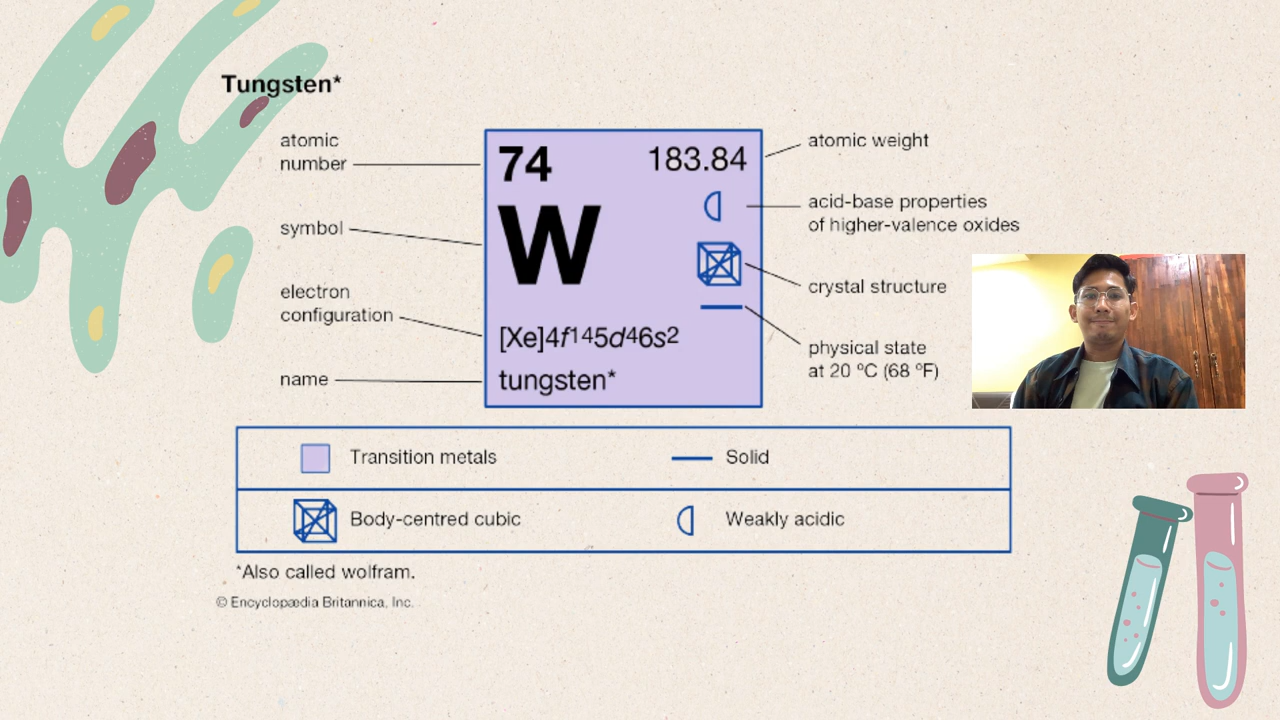 Tungsten*
atomic
number
symbol
electron
configuration
name
74
183.84
W
[Xe]4f145d46s2
tungsten*
atomic weight
acid-base properties
of higher-valence oxides
crystal structure
physical state
at 20 ºC (68 ºF)
Transition metals
Solid
Body-centred cubic
Weakly acidic
*Also called wolfram.
© Encyclopædia Britannica, Inc.